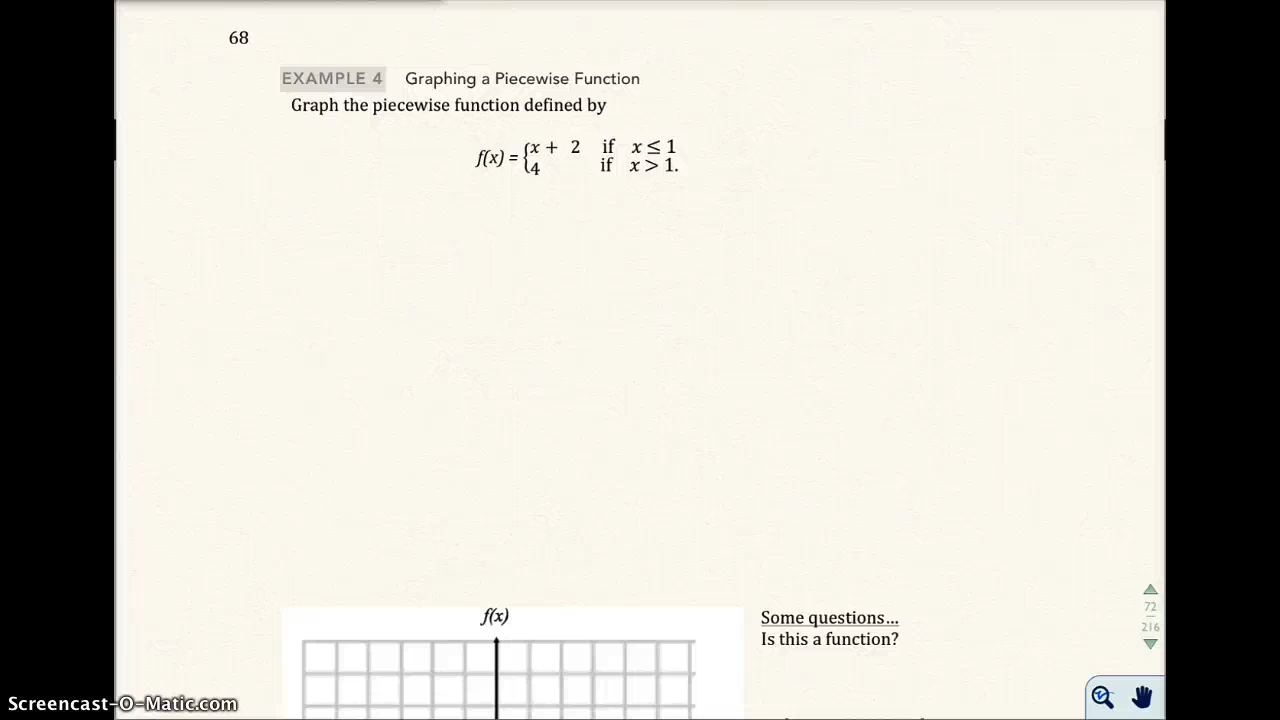 68
EXAMPLE 4 Graphing a Piecewise Function
Graph the piecewise function defined by
f(x) = {x + 2 if x ≤ 1
{4 if x > 1.
f(x)
Some questions...
Is this a function?
72
216
Screencast-O-Matic.com